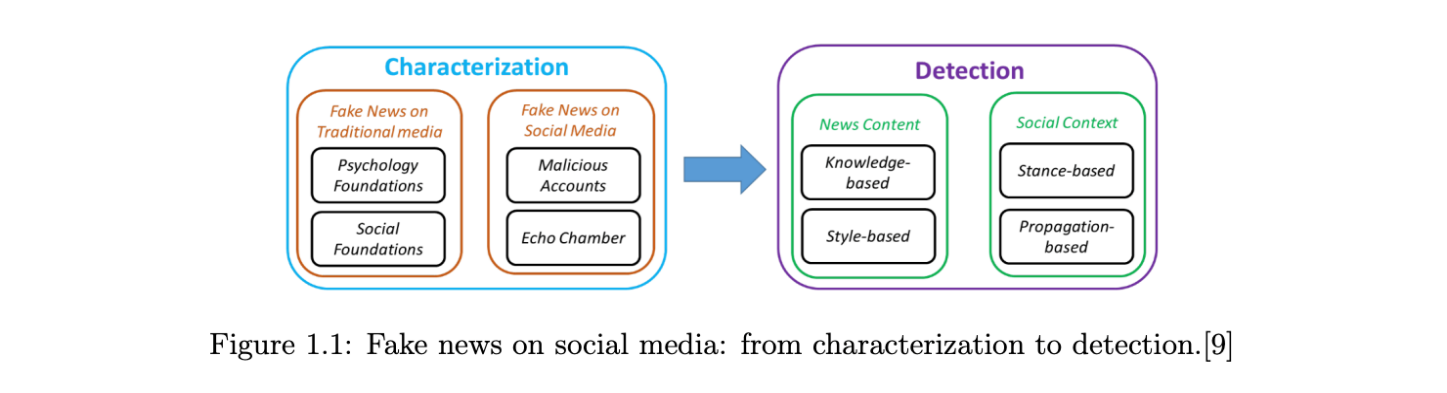 Characterization
Fake News on
Traditional media
Psychology
Foundations
Social
Foundations
Fake News on
Social Media
Malicious
Accounts
Echo Chamber
Detection
News Content
Knowledge-
based
Style-based
Social Context
Stance-based
Propagation-
based
Figure 1.1: Fake news on social media: from characterization to detection.[9]